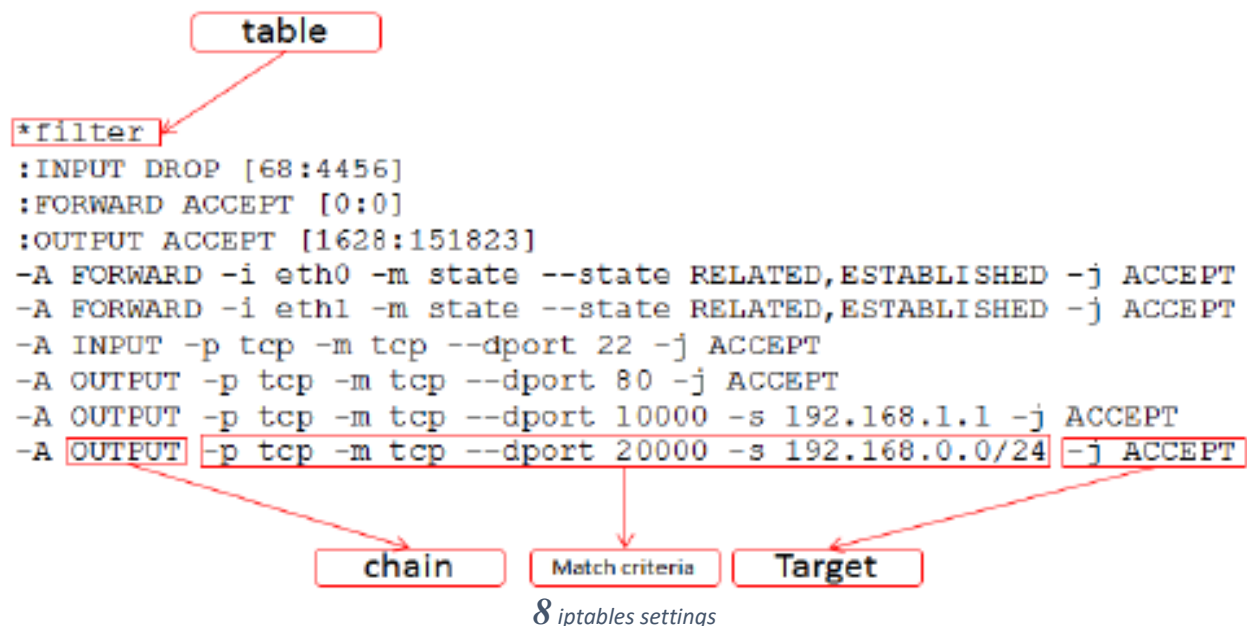 table
*filter
:INPUT DROP [68:4456]
:FORWARD ACCEPT [0:0]
:OUTPUT ACCEPT [1628:151823]
-A FORWARD -i eth0 -m state --state RELATED,ESTABLISHED -j ACCEPT
-A FORWARD -i eth1 -m state --state RELATED,ESTABLISHED -j ACCEPT
-A INPUT -p tcp -m tcp --dport 22 -j ACCEPT
-A OUTPUT -p tcp -m tcp --dport 80 -j ACCEPT
-A OUTPUT -p tcp -m tcp --dport 10000 -s 192.168.1.1 -j ACCEPT
-A OUTPUT -p tcp -m tcp --dport 20000 -s 192.168.0.0/24 -j ACCEPT
chain Match criteria Target
8 iptables settings